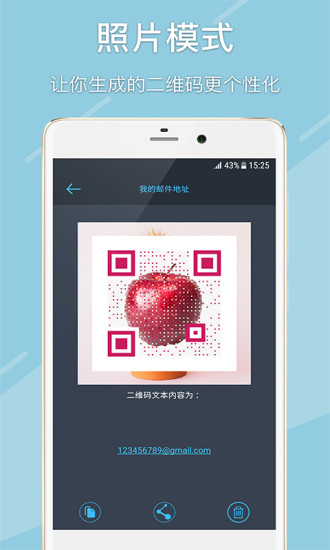 照片模式
让你生成的二维码更个性化
43% 15:25
我的邮件地址
二维码文本内容为：
123456789@gmail.com